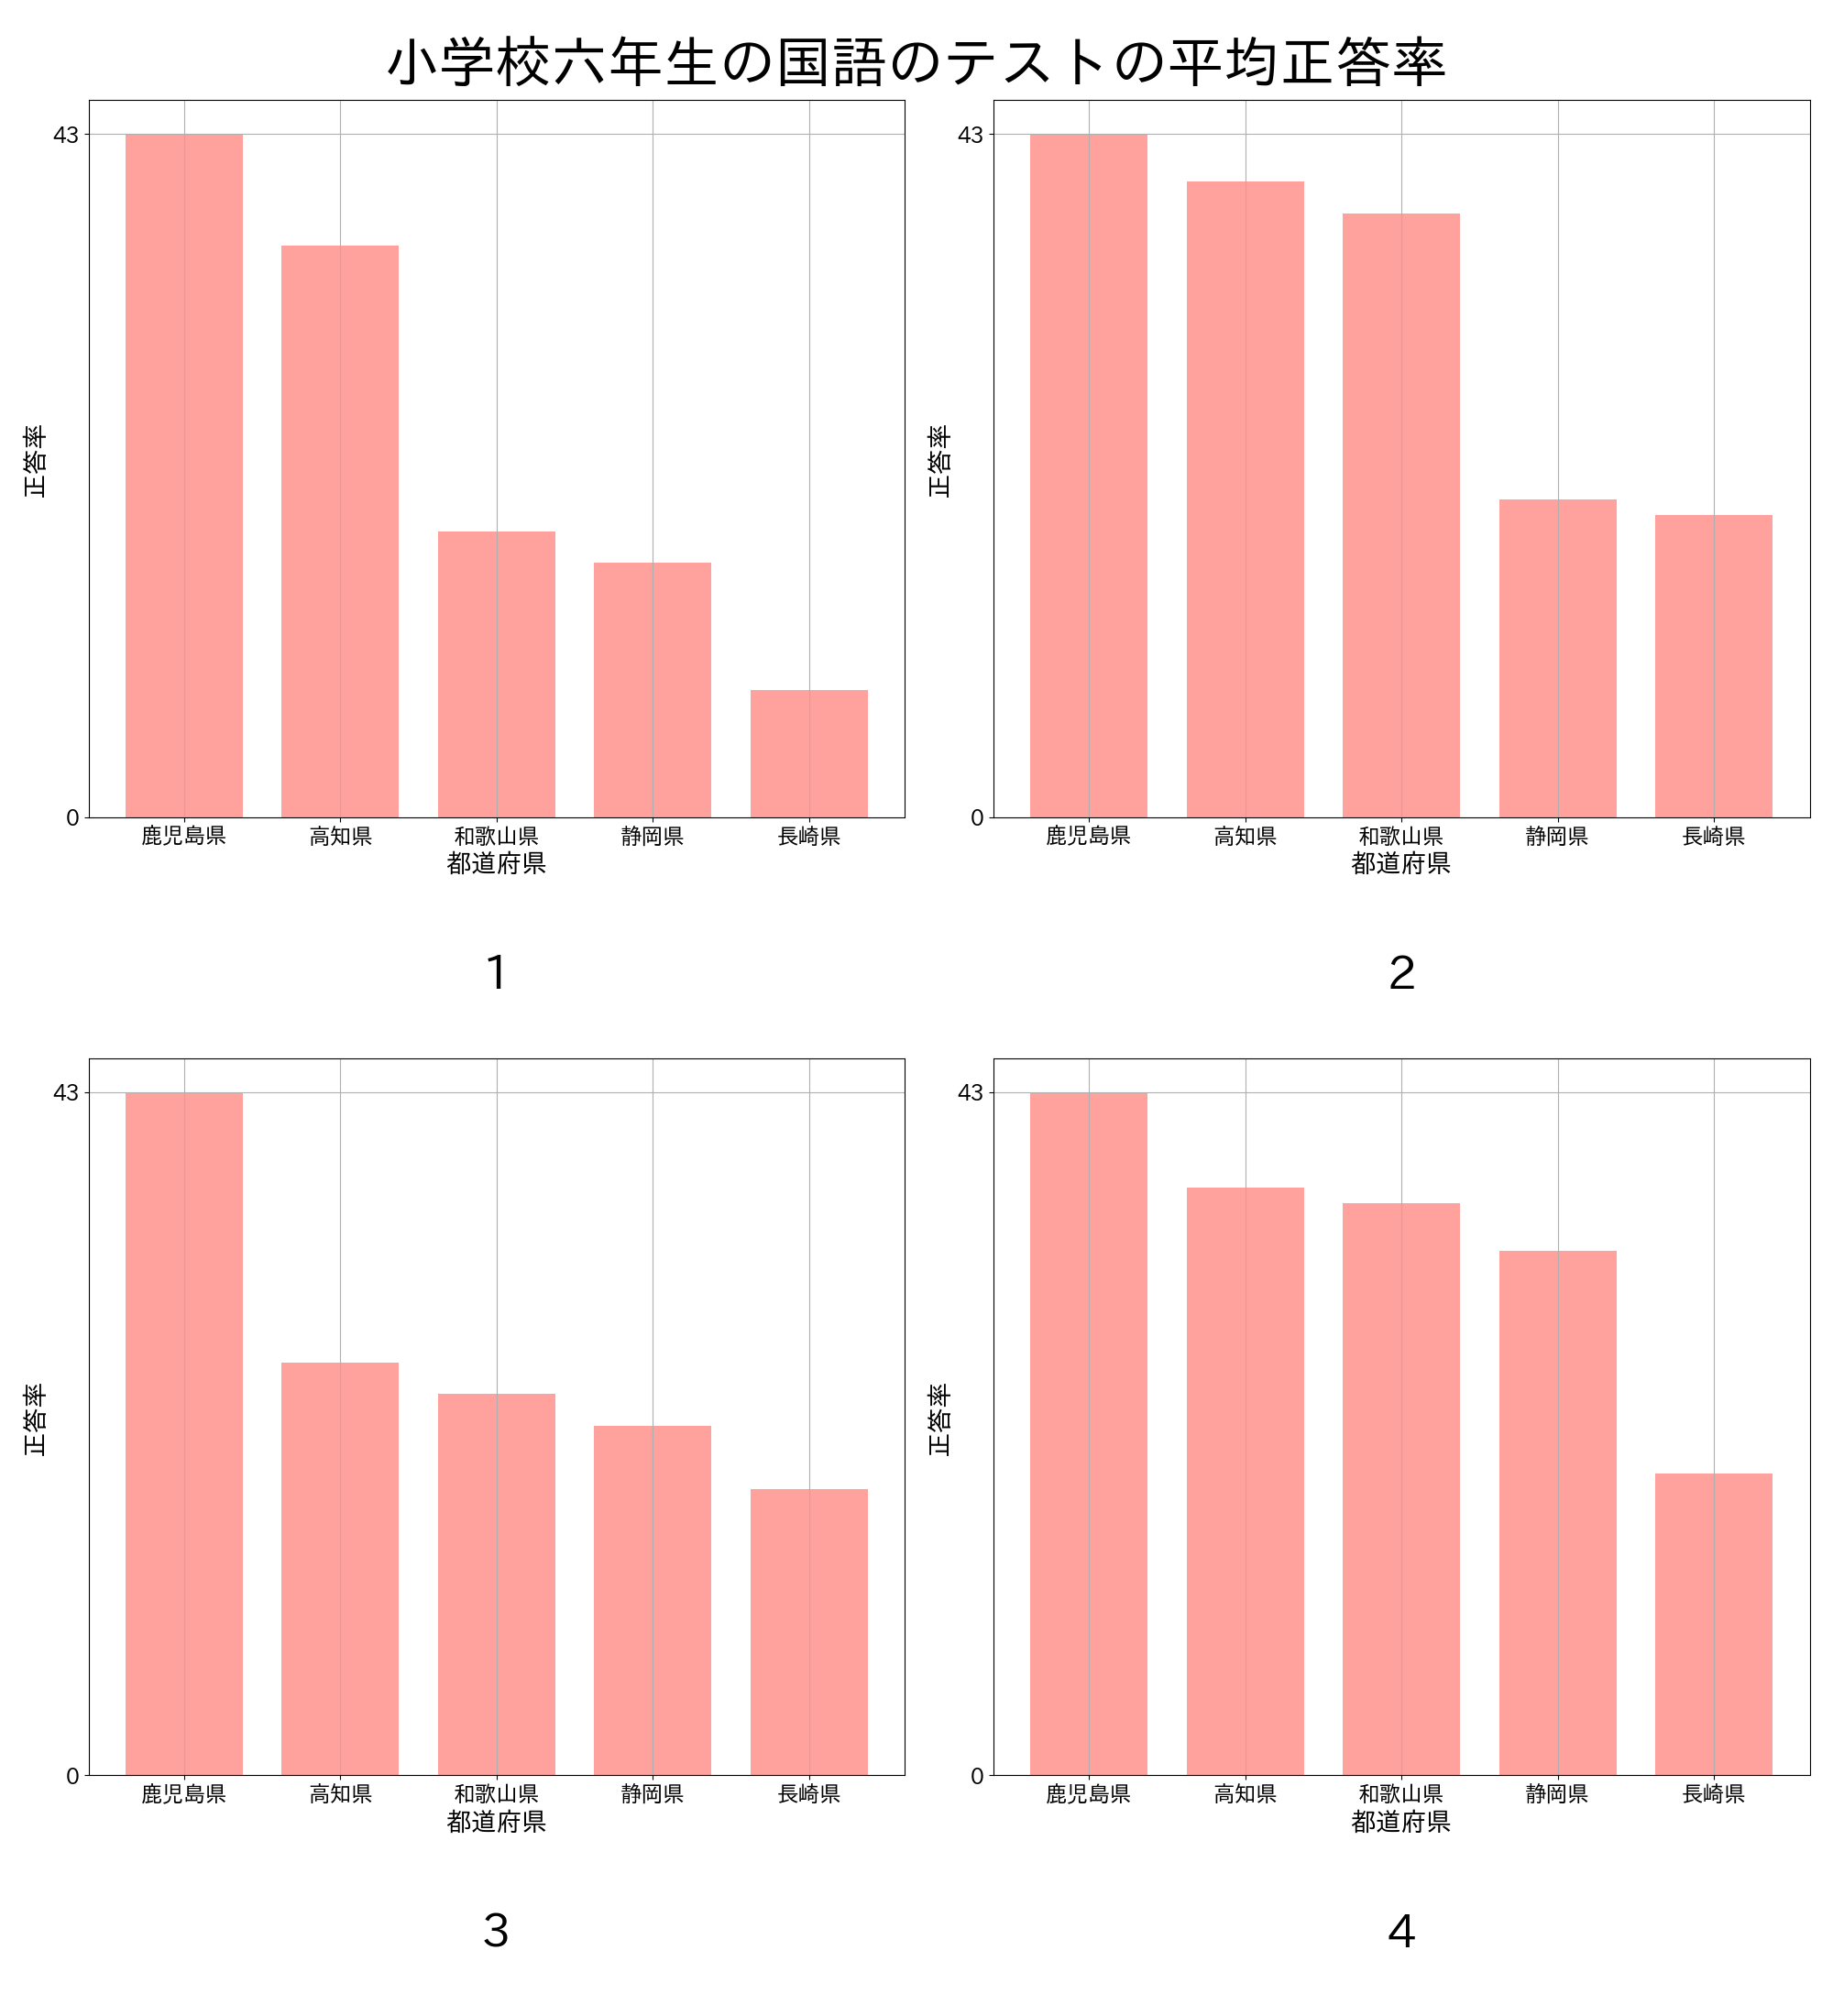 小学校六年生の国語のテストの平均正答率
43
0
正答率
鹿児島県 高知県 和歌山県 静岡県 長崎県
都道府県
1
43
0
正答率
鹿児島県 高知県 和歌山県 静岡県 長崎県
都道府県
2
43
0
正答率
鹿児島県 高知県 和歌山県 静岡県 長崎県
都道府県
3
43
0
正答率
鹿児島県 高知県 和歌山県 静岡県 長崎県
都道府県
4